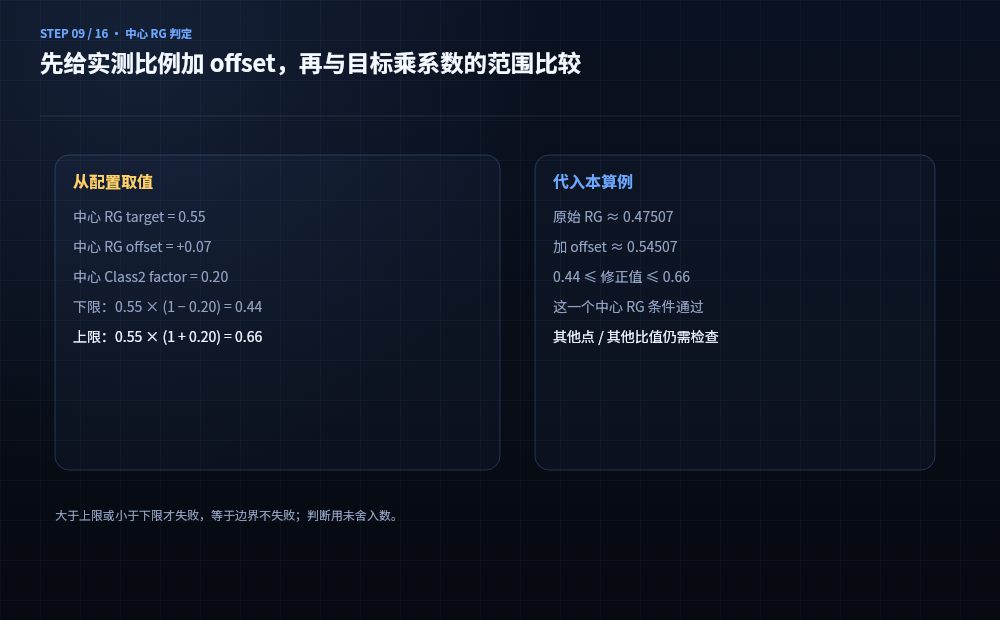 STEP 09 / 16 • 中心 RG 判定
先给实测比例加 offset，再与目标乘系数的范围比较
从配置取值
中心 RG target = 0.55
中心 RG offset = +0.07
中心 Class2 factor = 0.20
下限：0.55 × (1 − 0.20) = 0.44
上限：0.55 × (1 + 0.20) = 0.66
代入本算例
原始 RG ≈ 0.47507
加 offset ≈ 0.54507
0.44 ≤ 修正值 ≤ 0.66
这一个中心 RG 条件通过
其他点 / 其他比值仍需检查
大于上限或小于下限才失败，等于边界不失败；判断用未舍入数。